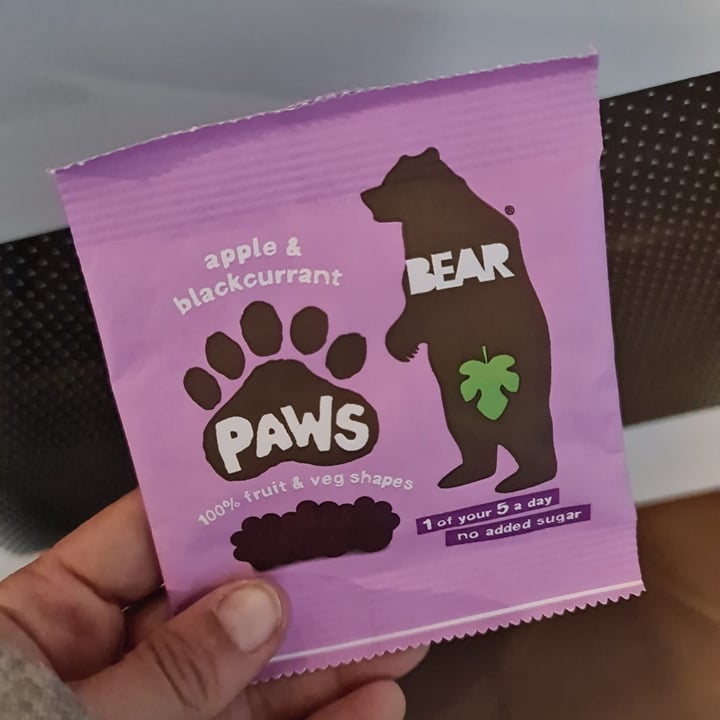 apple &
blackcurrant
PAWS
100% fruit & veg shapes
BEAR®
1 of your 5 a day
no added sugar